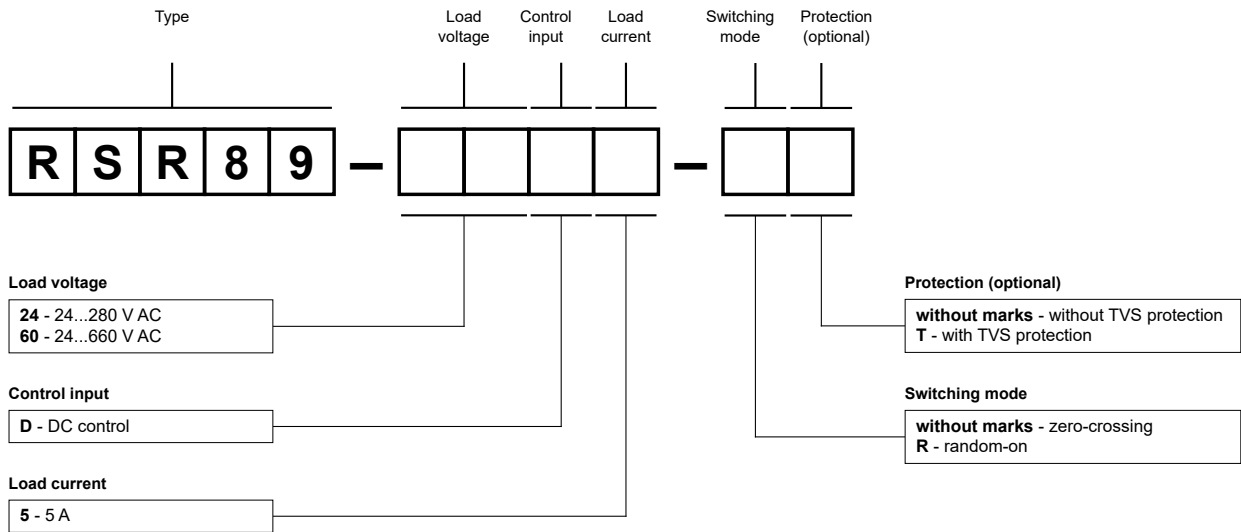 Type
Load voltage
Control input
Load current
Switching mode
Protection (optional)
RSR89 – –
Load voltage
24 - 24...280 V AC
60 - 24...660 V AC
Control input
D - DC control
Load current
5 - 5 A
Protection (optional)
without marks - without TVS protection
T - with TVS protection
Switching mode
without marks - zero-crossing
R - random-on